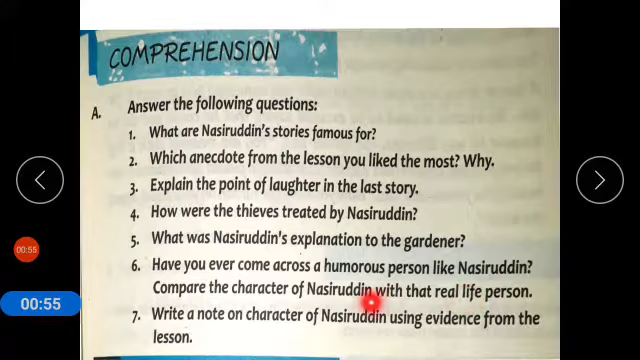 COMPREHENSION
A. Answer the following questions:
1. What are Nasiruddin's stories famous for?
2. Which anecdote from the lesson you liked the most? Why.
3. Explain the point of laughter in the last story.
4. How were the thieves treated by Nasiruddin?
5. What was Nasiruddin's explanation to the gardener?
00:55
6. Have you ever come across a humorous person like Nasiruddin?
Compare the character of Nasiruddin with that real life person.
00:55
7. Write a note on character of Nasiruddin using evidence from the
lesson.